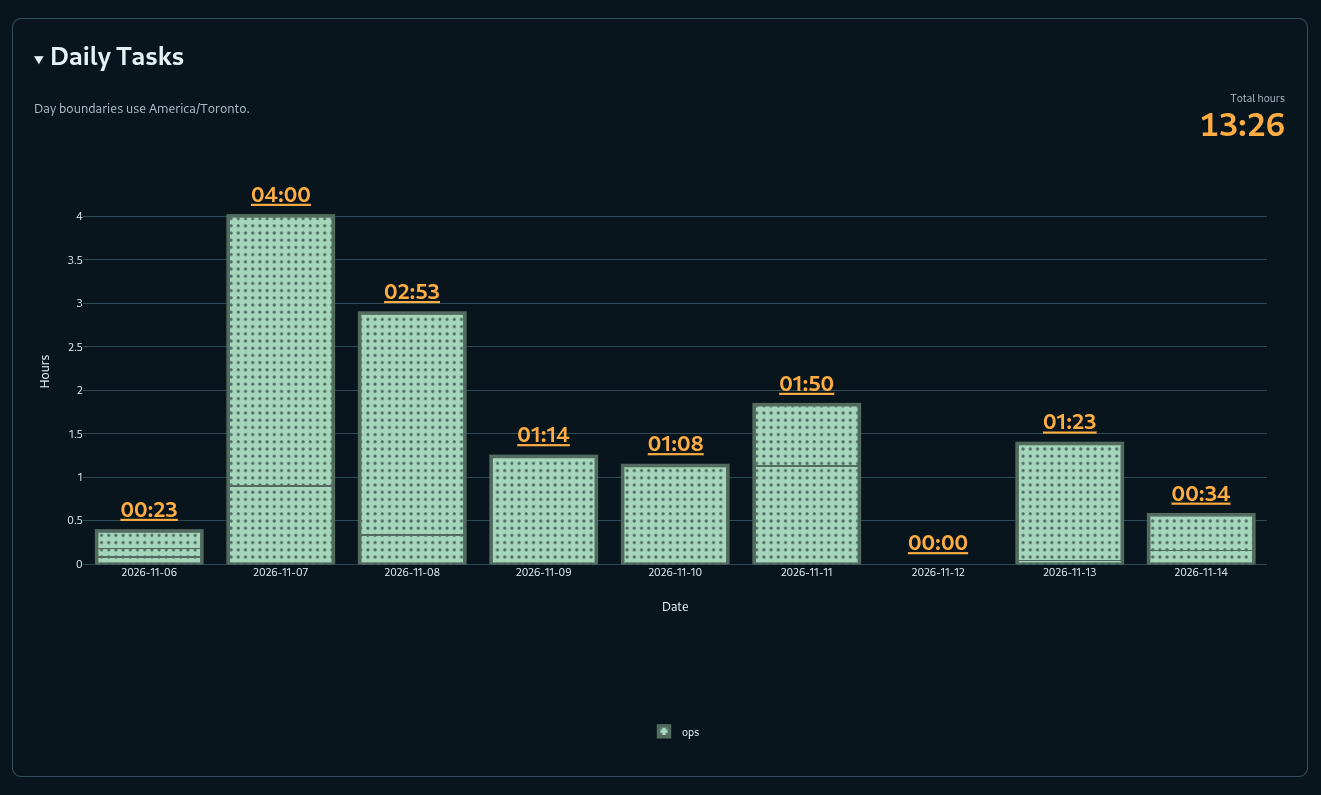 ▾ Daily Tasks
Day boundaries use America/Toronto.
Total hours
13:26
04:00
02:53
01:50
01:23
01:14
01:08
00:34
00:23
00:00
4
3.5
3
2.5
2
1.5
1
0.5
0
Hours
2026-11-06 2026-11-07 2026-11-08 2026-11-09 2026-11-10 2026-11-11 2026-11-12 2026-11-13 2026-11-14
Date
ops